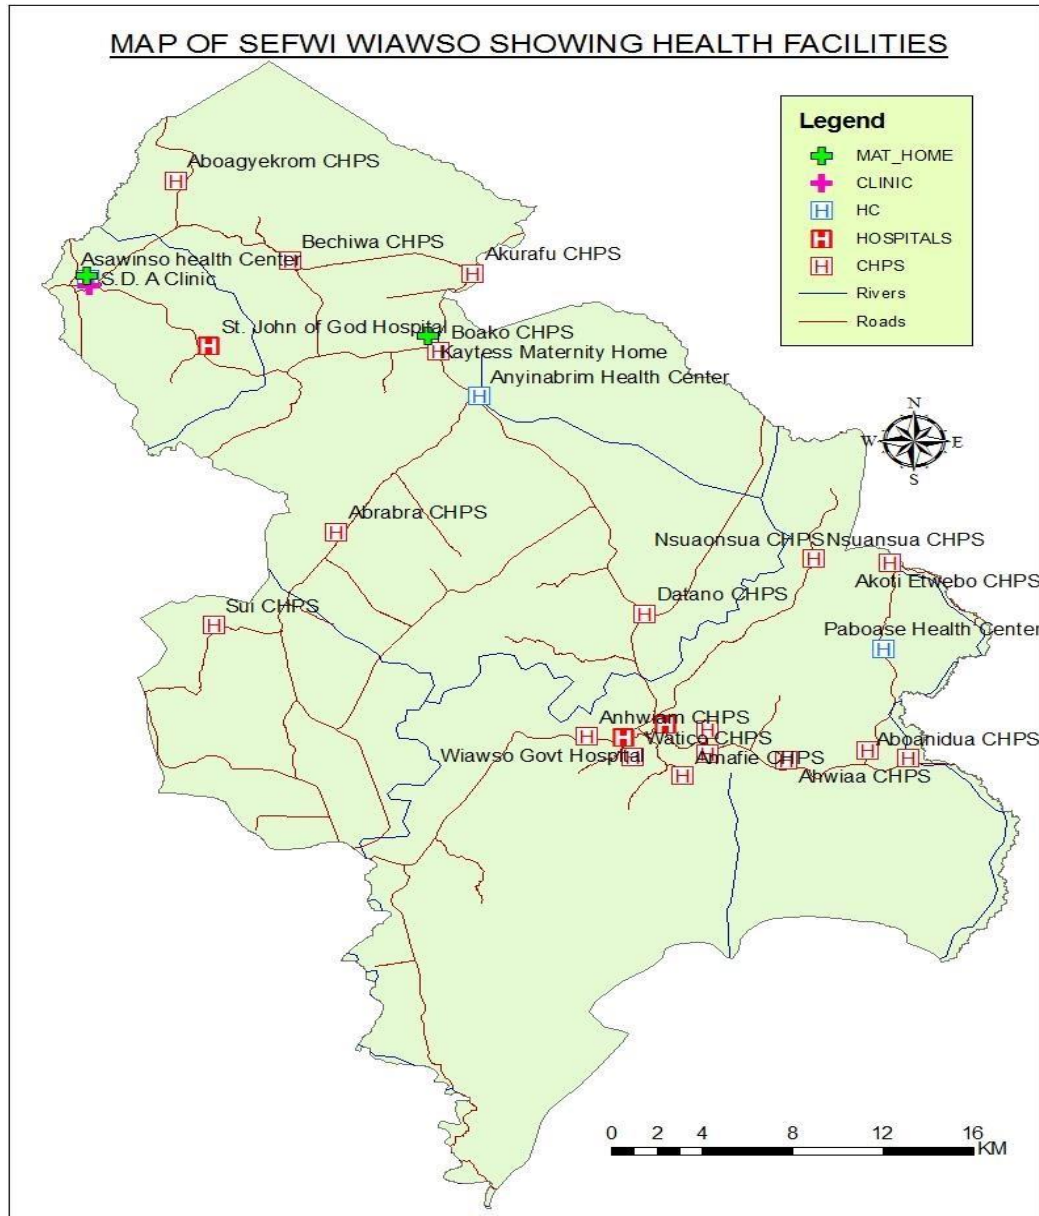 MAP OF SEFWI WIAWSO SHOWING HEALTH FACILITIES
Legend
MAT_HOME
CLINIC
H HC
H HOSPITALS
H CHPS
Rivers
Roads
Aboagyekrom CHPS
H
Bechiwa CHPS
H
Akurafu CHPS
H
Asawinso health Center
S.D. A Clinic
St. John of God Hospital
H
Boako CHPS
H
Kaytess Maternity Home
Anyinabrim Health Center
H
N
W E
S
Abrabra CHPS
H
Nsuaonsua CHPS
H
Nsuansua CHPS
H
Akoti Etwebo CHPS
Datano CHPS
H
Sui CHPS
H
Paboase Health Center
H
Anhwiam CHPS
H H H H
Watico CHPS
Wiawso Govt Hospital
H
Amafie CHPS
H H
Ahwiaa CHPS
H
Aboanidua CHPS
H H
0 2 4 8 12 16
KM